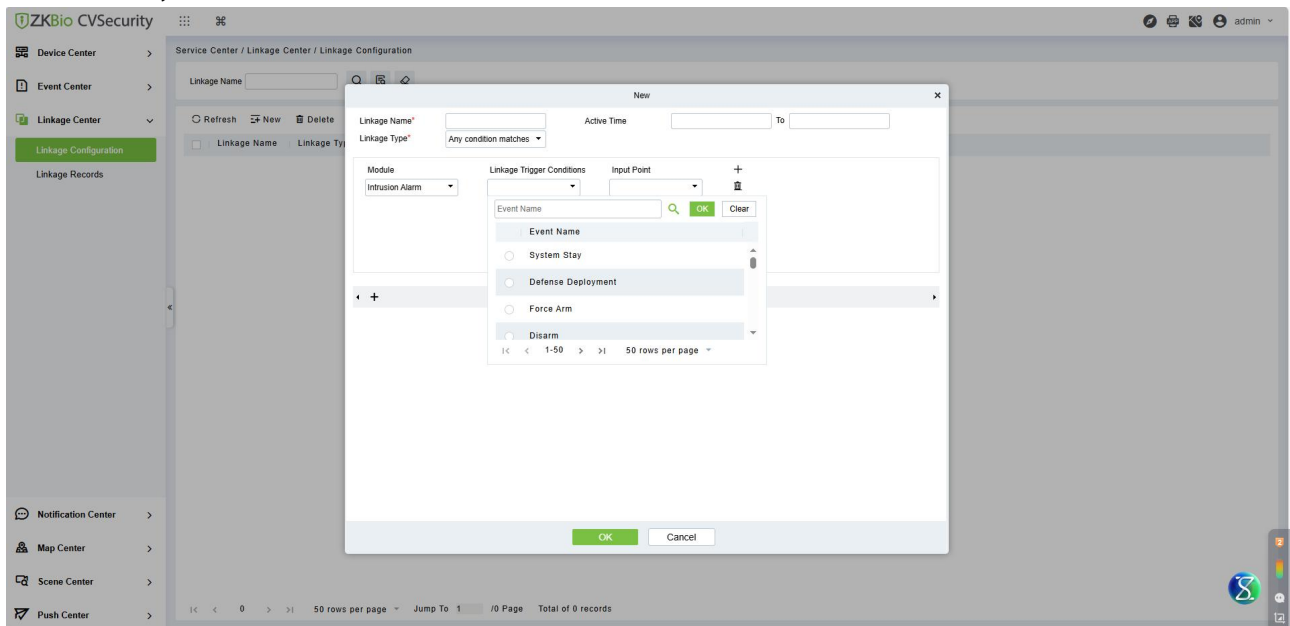 ZKBio CVSecurity
admin
Device Center
Event Center
Linkage Center
Linkage Configuration
Linkage Records
Notification Center
Map Center
Scene Center
Push Center
Service Center / Linkage Center / Linkage Configuration
Linkage Name
Refresh New Delete
Linkage Name Linkage Ty
New
Linkage Name* Active Time To
Linkage Type* Any condition matches
Module Linkage Trigger Conditions Input Point
Intrusion Alarm
Event Name OK Clear
Event Name
System Stay
Defense Deployment
Force Arm
Disarm
1-50 50 rows per page
OK Cancel
0 50 rows per page Jump To 1 /0 Page Total of 0 records